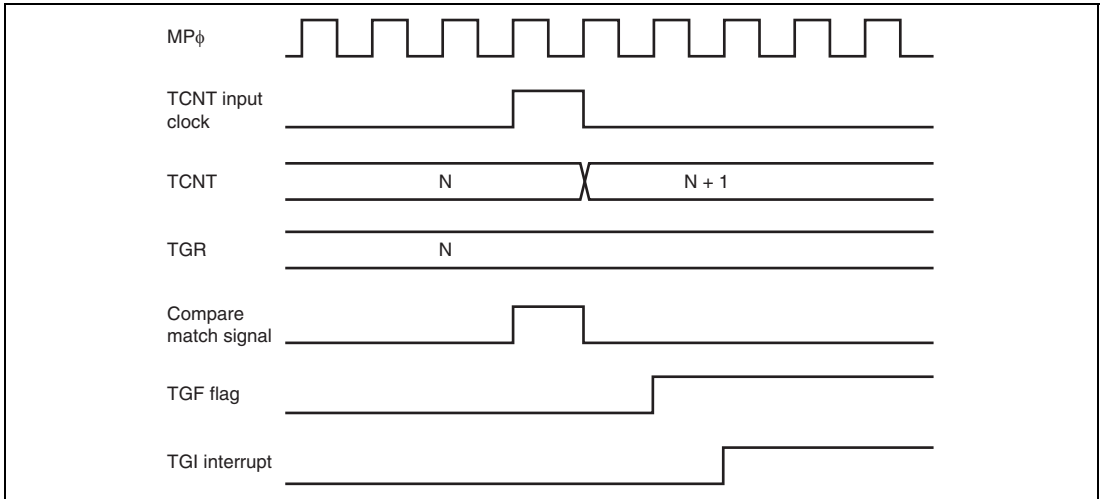 MPφ
TCNT input
clock
TCNT
N
N + 1
TGR
N
Compare
match signal
TGF flag
TGI interrupt